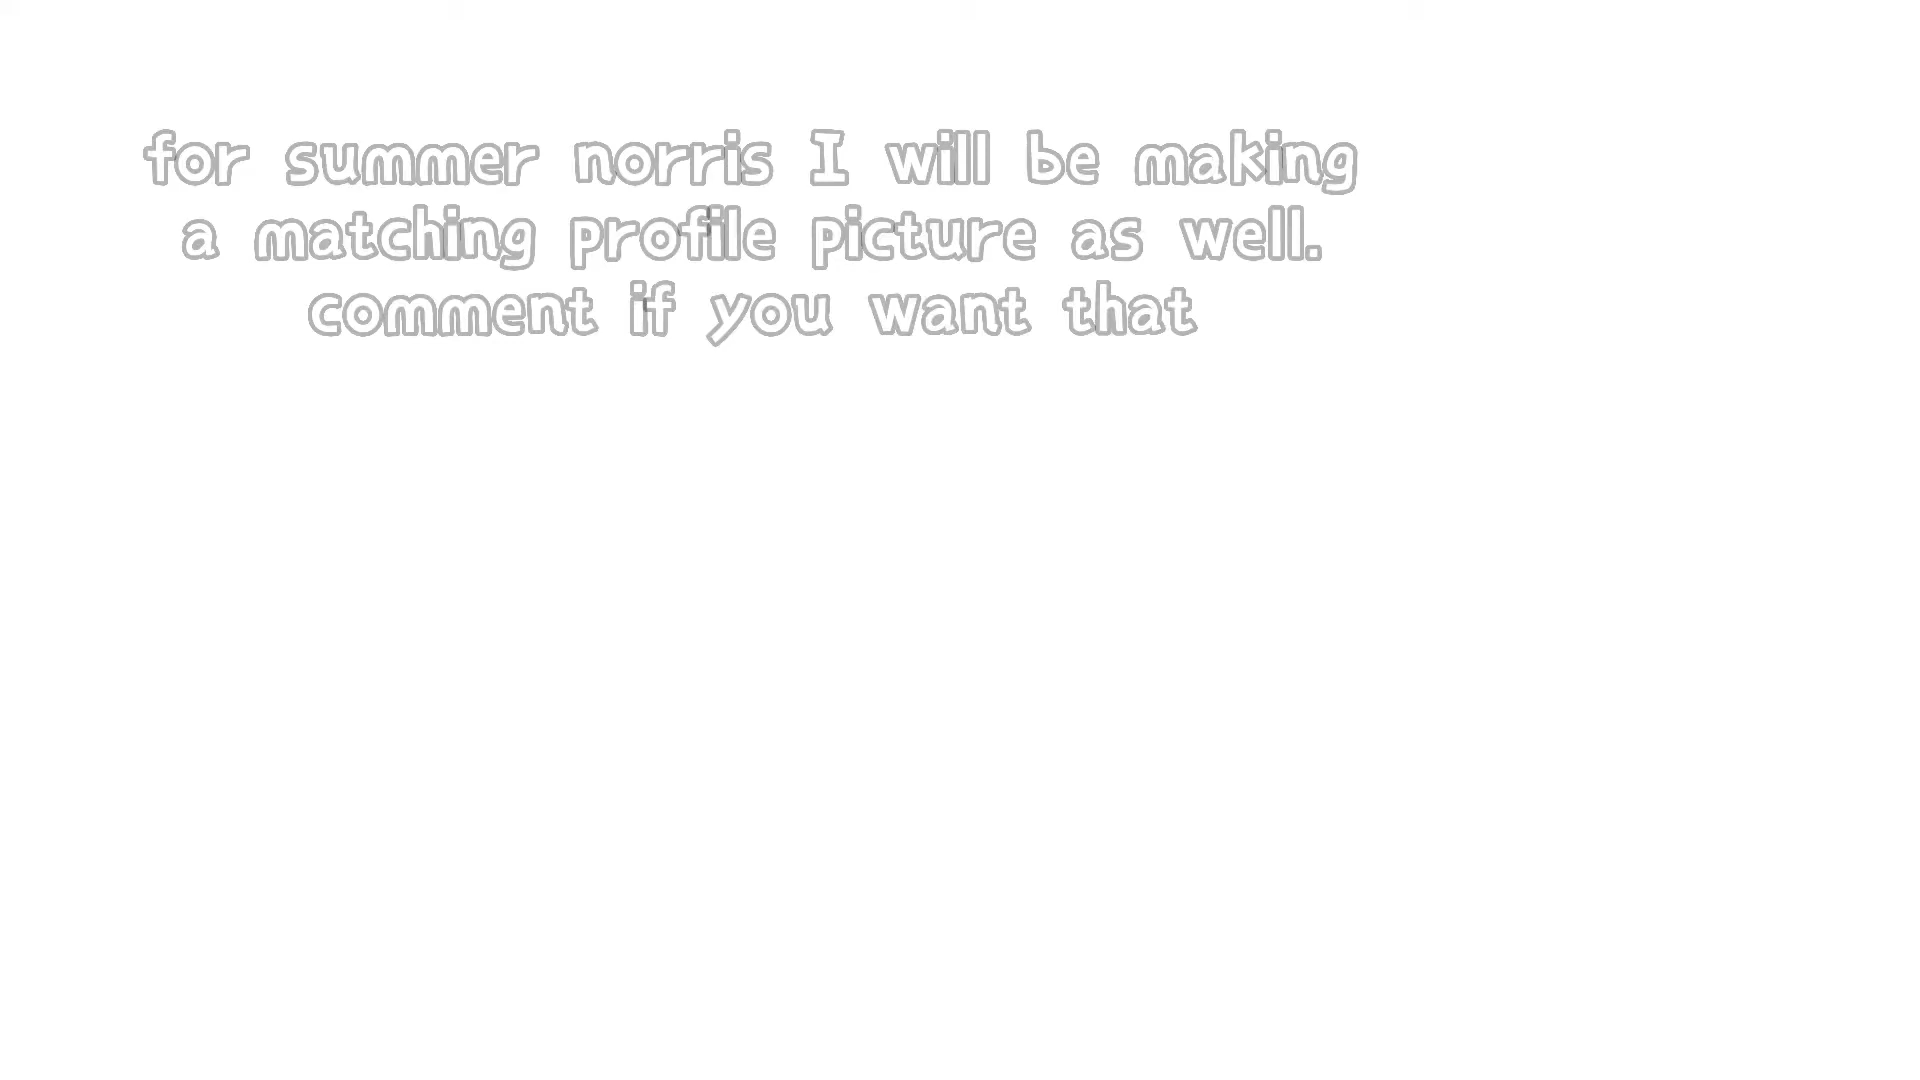 for summer norris I will be making
a matching profile picture as well.
comment if you want that